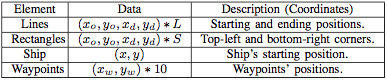 Element Data Description (Coordinates)
Lines (x_o, y_o, x_d, y_d) * L Starting and ending positions.
Rectangles (x_o, y_o, x_d, y_d) * S Top-left and bottom-right corners.
Ship (x, y) Ship's starting position.
Waypoints (x_w, y_w) * 10 Waypoints' positions.